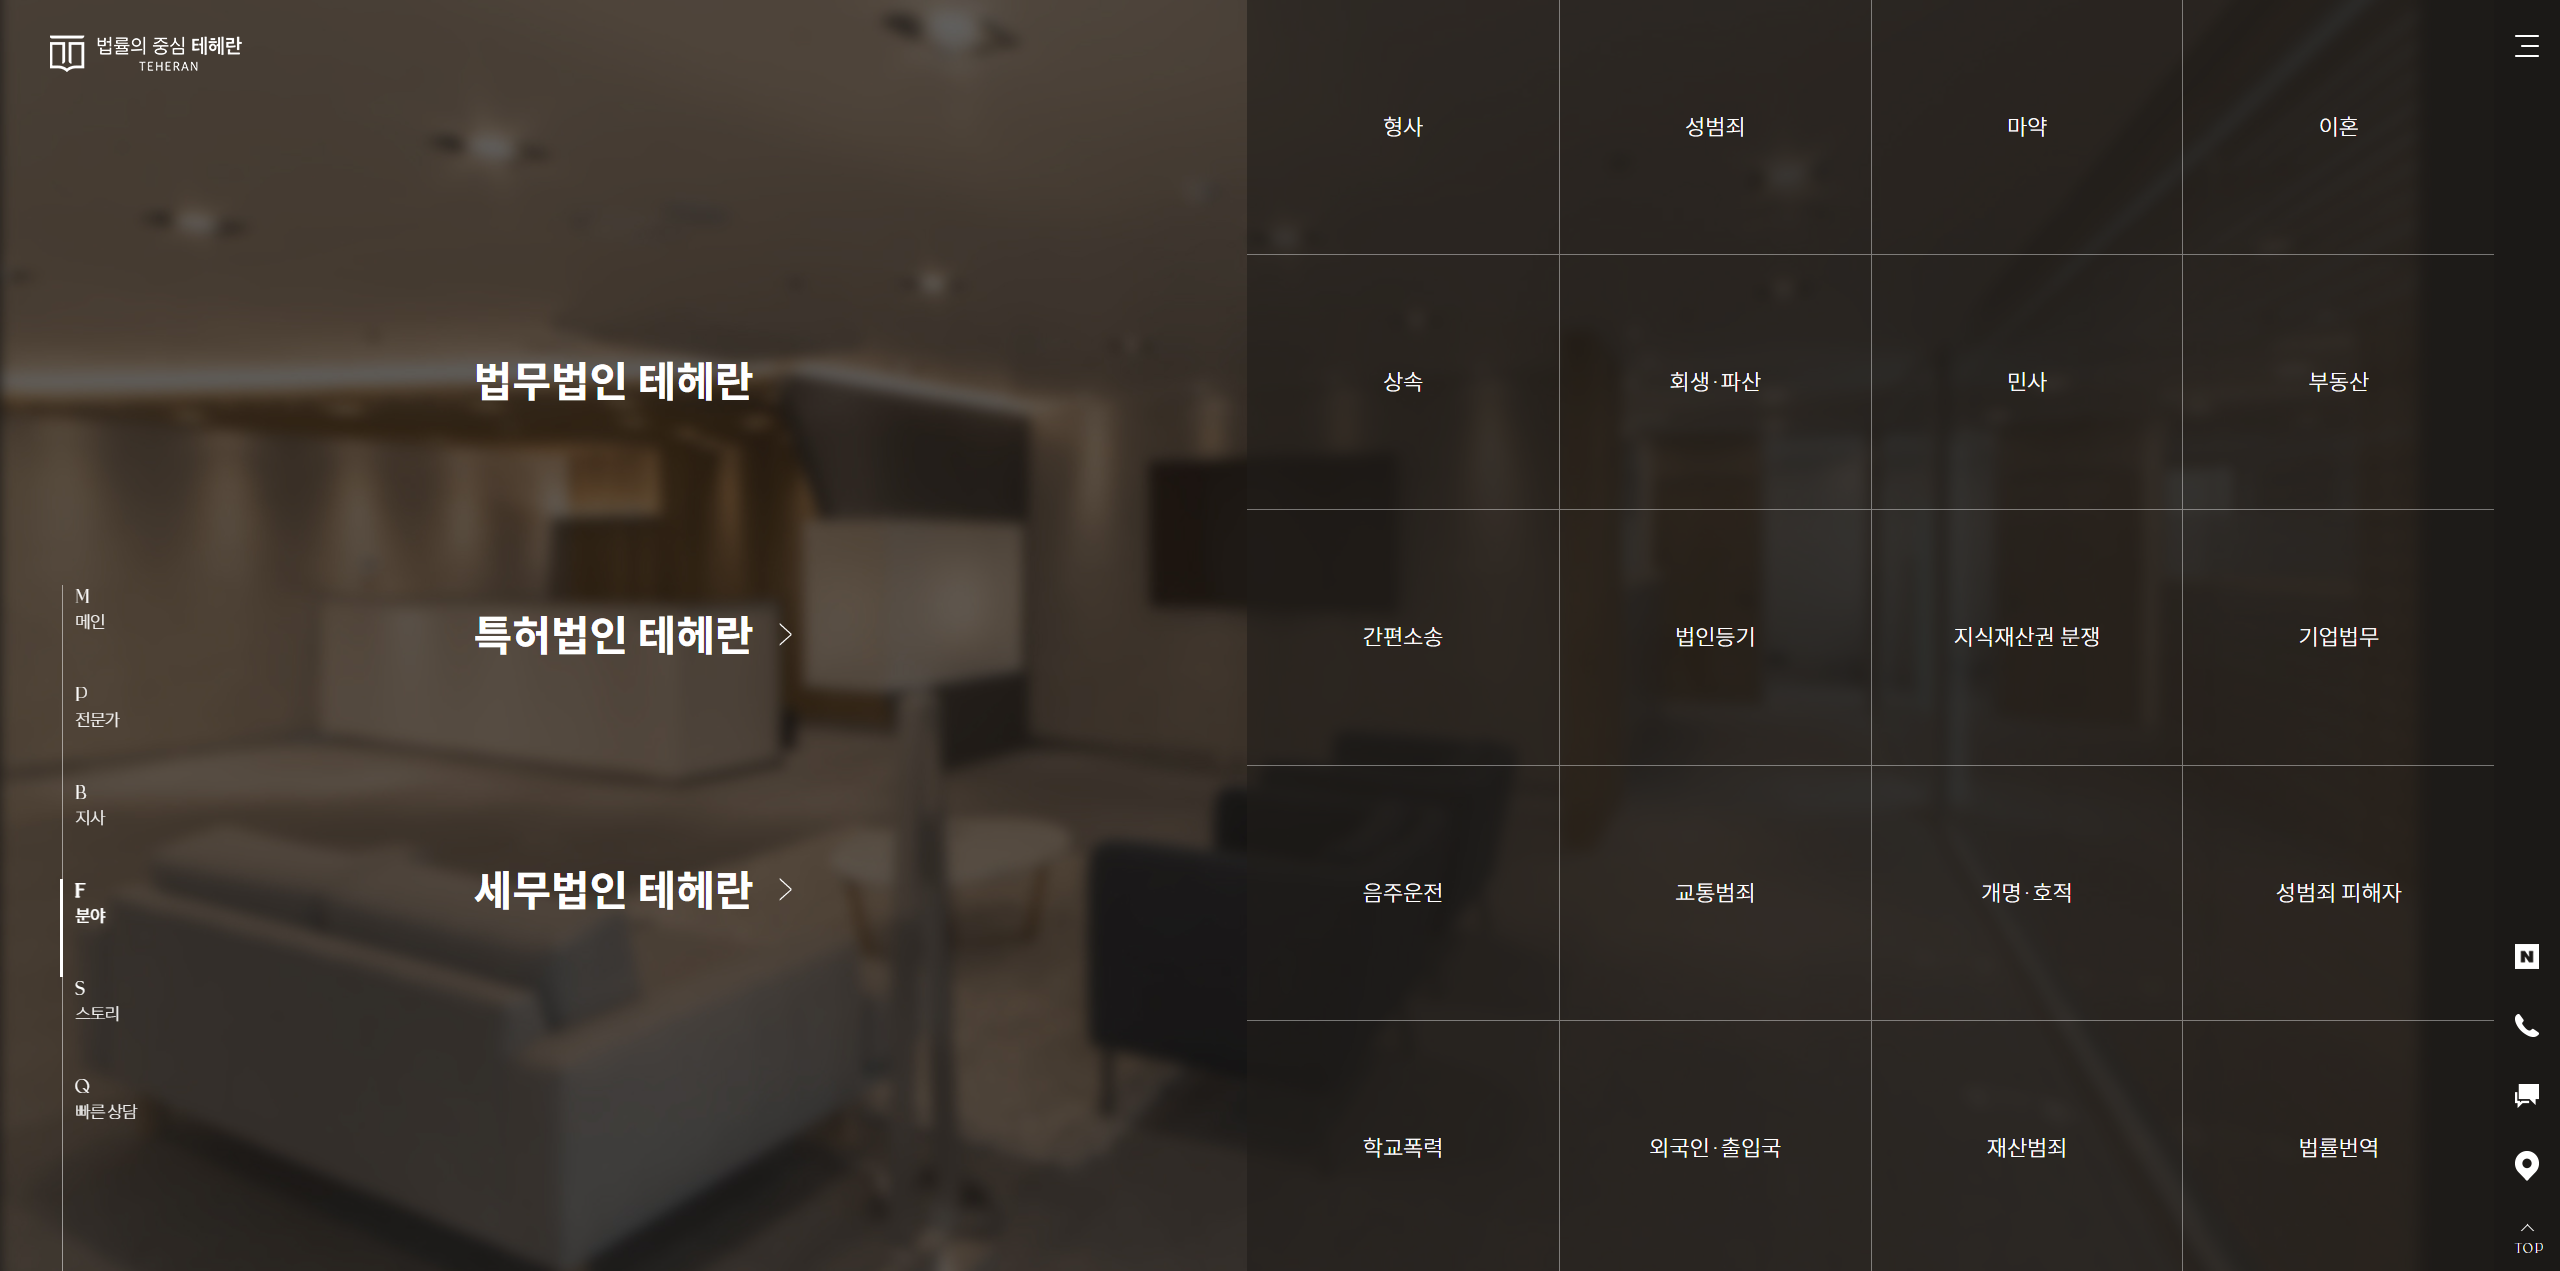 법률의 중심 테헤란
TEHERAN
법무법인 테헤란
특허법인 테헤란
세무법인 테헤란
M
메인
P
전문가
B
지사
F
분야
S
스토리
Q
빠른상담
형사
성범죄
마약
이혼
상속
회생·파산
민사
부동산
간편소송
법인등기
지식재산권 분쟁
기업법무
음주운전
교통범죄
개명·호적
성범죄 피해자
학교폭력
외국인·출입국
재산범죄
법률번역
N
TOP